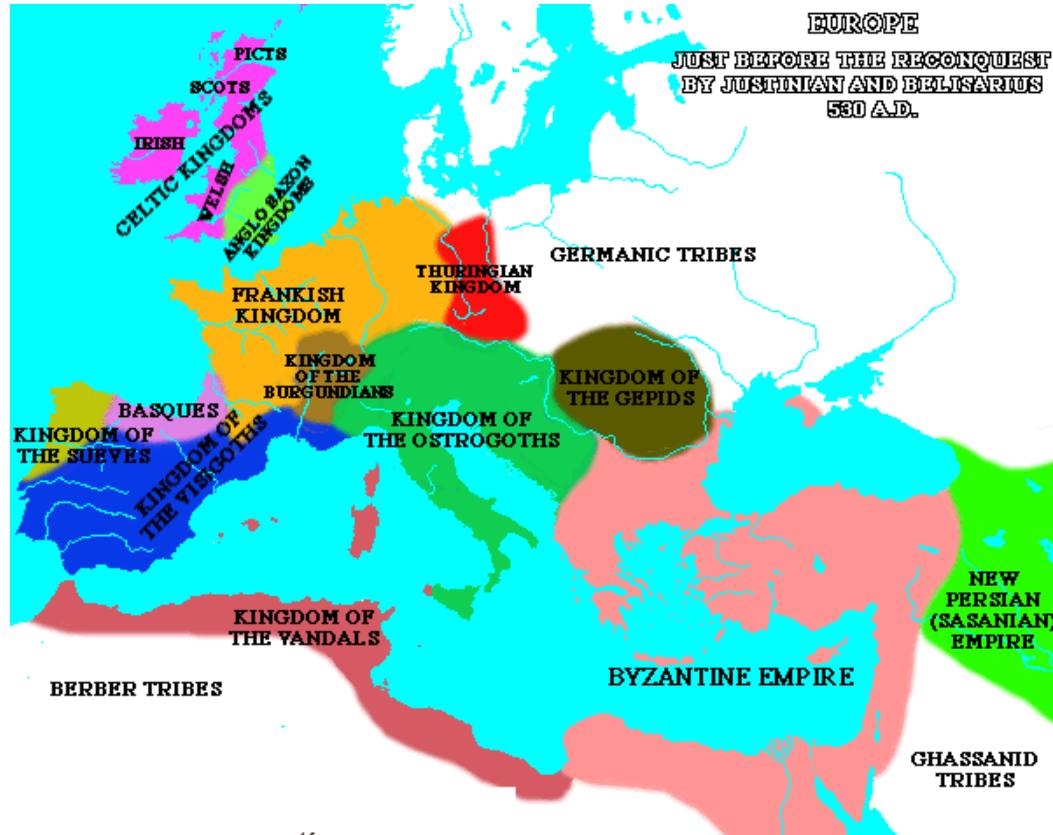 EUROPE
JUST BEFORE THE RECONQUEST
BY JUSTINIAN AND BELISARIUS
530 A.D.
PICTS
SCOTS
IRISH
CELTIC KINGDOMS
WELSH
ANGLO SAXON
KINGDOMS
GERMANIC TRIBES
THURINGIAN
KINGDOM
FRANKISH
KINGDOM
KINGDOM
OF THE
BURGUNDIANS
KINGDOM OF
THE GEPIDS
BASQUES
KINGDOM OF
THE SUEVES
KINGDOM OF
THE VISIGOTHS
KINGDOM OF
THE OSTROGOTHS
NEW
PERSIAN
(SASANIAN)
EMPIRE
KINGDOM OF
THE VANDALS
BERBER TRIBES
BYZANTINE EMPIRE
GHASSANID
TRIBES